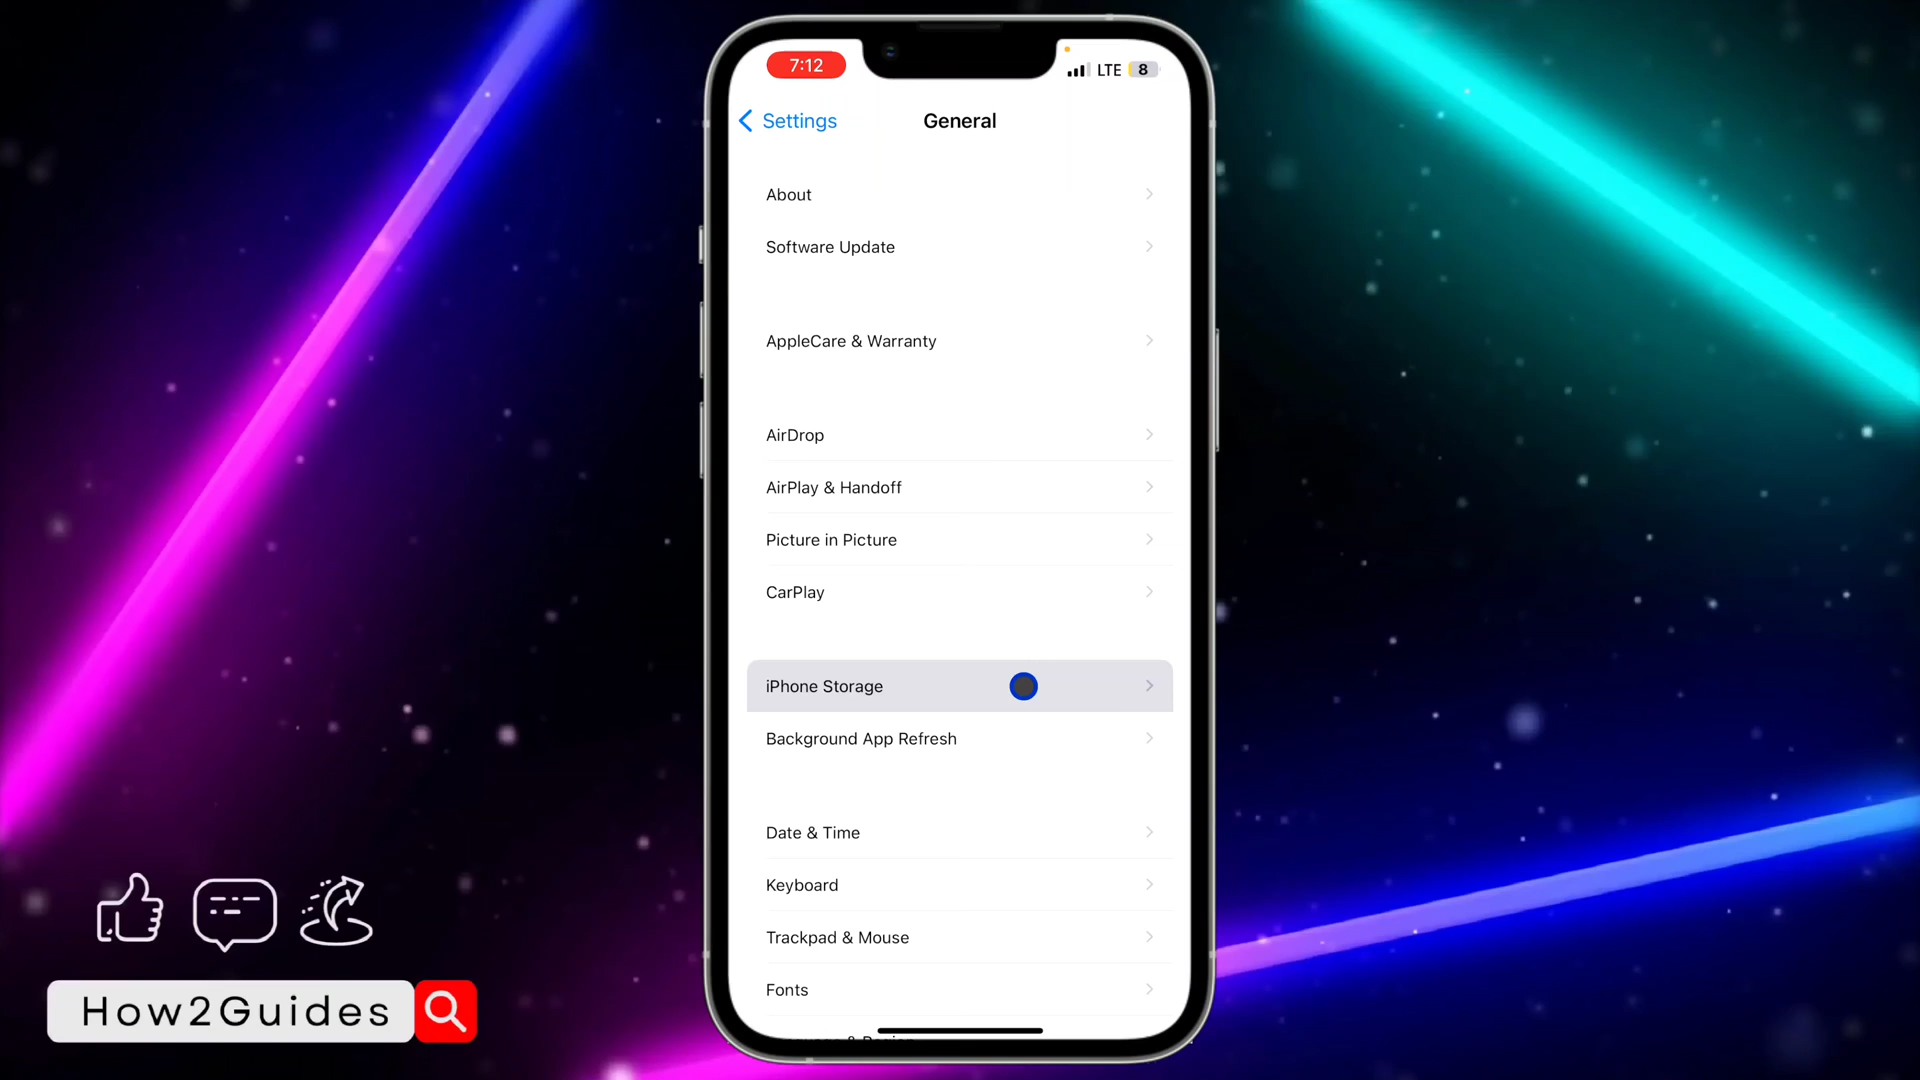 7:12
LTE 8
Settings
General
About
Software Update
AppleCare & Warranty
AirDrop
AirPlay & Handoff
Picture in Picture
CarPlay
iPhone Storage
Background App Refresh
Date & Time
Keyboard
Trackpad & Mouse
Fonts
How2Guides